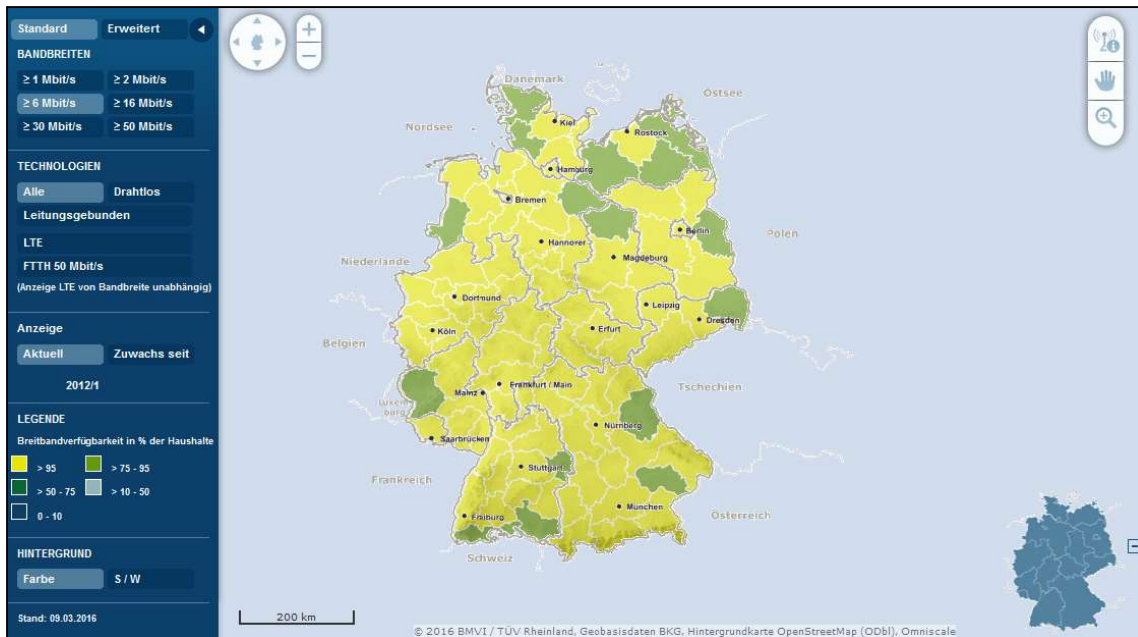 Standard Erweitert
BANDBREITEN
≥ 1 Mbit/s ≥ 2 Mbit/s
≥ 6 Mbit/s ≥ 16 Mbit/s
≥ 30 Mbit/s ≥ 50 Mbit/s
TECHNOLOGIEN
Alle Drahtlos
Leitungsgebunden
LTE
FTTH 50 Mbit/s
(Anzeige LTE von Bandbreite unabhängig)
Anzeige
Aktuell Zuwachs seit
2012/1
LEGENDE
Breitbandverfügbarkeit in % der Haushalte
> 95 > 75 - 95
> 50 - 75 > 10 - 50
0 - 10
HINTERGRUND
Farbe S / W
Stand: 09.03.2016
Dänemark
Ostsee
Nordsee
Kiel
Rostock
Hamburg
Bremen
Berlin
Polen
Hannover
Magdeburg
Niederlande
Dortmund
Leipzig
Dresden
Köln
Erfurt
Belgien
Frankfurt / Main
Tschechien
Mainz
Luxem
burg
Nürnberg
Saarbrücken
Stuttgart
Frankreich
München
Freiburg
Österreich
Schweiz
200 km
© 2016 BMVI / TÜV Rheinland, Geobasisdaten BKG, Hintergrundkarte OpenStreetMap (ODbl), Omniscale